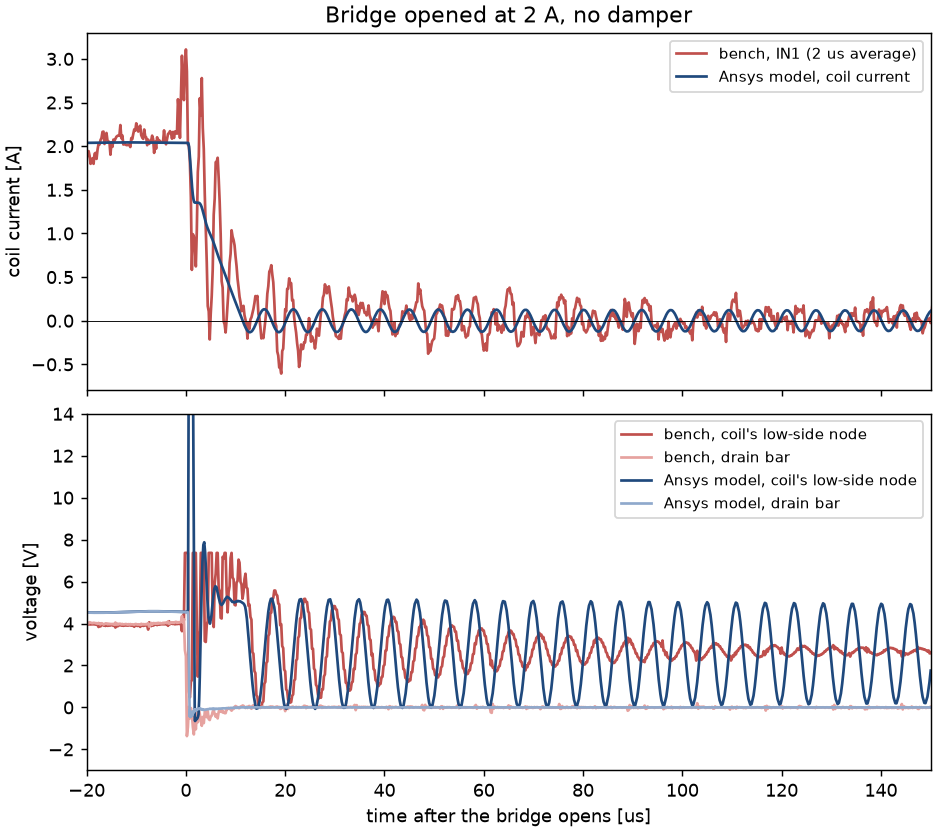 Bridge opened at 2 A, no damper
bench, IN1 (2 us average)
Ansys model, coil current
coil current [A]
3.0
2.5
2.0
1.5
1.0
0.5
0.0
−0.5
bench, coil's low-side node
bench, drain bar
Ansys model, coil's low-side node
Ansys model, drain bar
voltage [V]
14
12
10
8
6
4
2
0
−2
−20 0 20 40 60 80 100 120 140
time after the bridge opens [us]